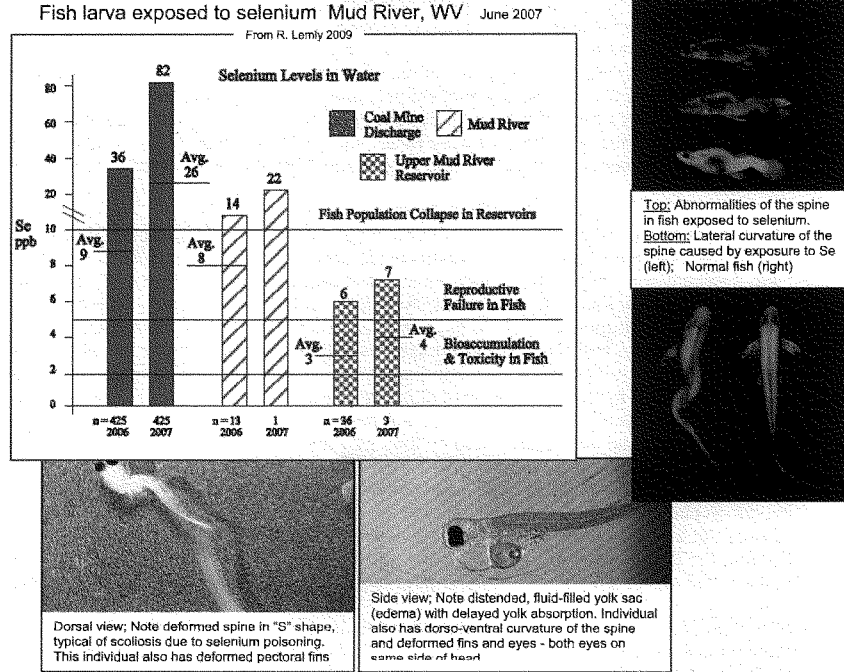 Fish larva exposed to selenium Mud River, WV June 2007
From R. Lemly 2009
Selenium Levels in Water
82
80
60
40
20
10
8
6
4
2
0
Se
ppb
36
Avg.
26
Avg.
9
14
22
Avg.
8
6
7
Avg.
3
Avg.
4
Coal Mine
Discharge
Mud River
Upper Mud River
Reservoir
Fish Population Collapse in Reservoirs
Reproductive
Failure in Fish
Bioaccumulation
& Toxicity in Fish
n=425 425 n=13 1 n=36 3
2006 2007 2006 2007 2006 2007
Top: Abnormalities of the spine
in fish exposed to selenium.
Bottom: Lateral curvature of the
spine caused by exposure to Se
(left); Normal fish (right)
Dorsal view; Note deformed spine in "S" shape,
typical of scoliosis due to selenium poisoning.
This individual also has deformed pectoral fins
Side view; Note distended, fluid-filled yolk sac
(edema) with delayed yolk absorption. Individual
also has dorso-ventral curvature of the spine
and deformed fins and eyes - both eyes on
same side of head